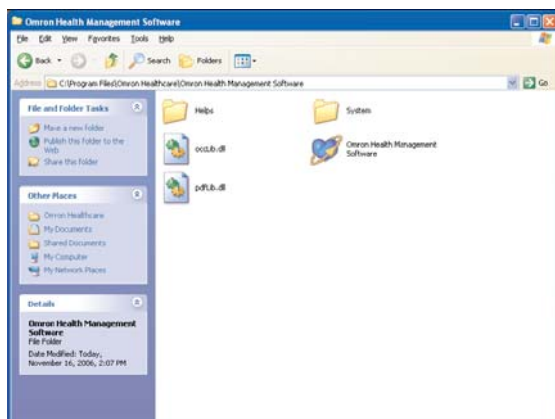 Omron Health Management Software
File Edit View Favorites Tools Help
Back Search Folders
Address C:\Program Files\Omron Healthcare\Omron Health Management Software Go
File and Folder Tasks
Make a new folder
Publish this folder to the
Web
Share this folder
Other Places
Omron Healthcare
My Documents
Shared Documents
My Computer
My Network Places
Details
Omron Health Management
Software
File Folder
Date Modified: Today,
November 16, 2006, 2:07 PM
Helps
System
occLib.dll
Omron Health Management
Software
pdfLib.dll